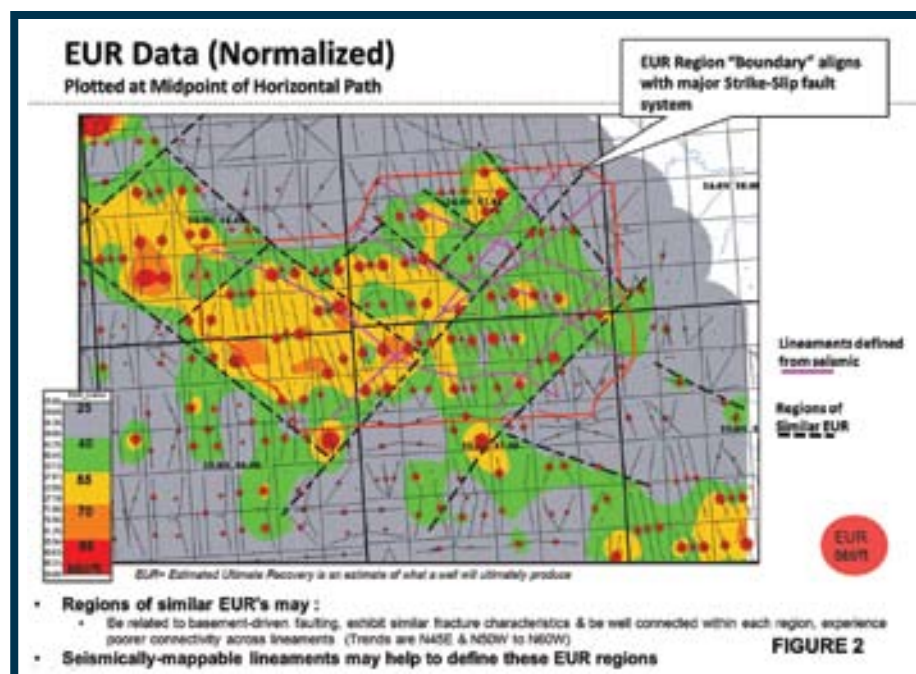 EUR Data (Normalized)
Plotted at Midpoint of Horizontal Path
EUR Region "Boundary" aligns
with major Strike-Slip fault
system
Lineaments defined
from seismic
Regions of
Similar EUR
25
40
55
70
EUR
bbl/ft
EUR= Estimated Ultimate Recovery is an estimate of what a well will ultimately produce
• Regions of similar EUR's may :
• Be related to basement-driven faulting, exhibit similar fracture characteristics & be well connected within each region, experience
poorer connectivity across lineaments (Trends are N45E & N50W to N60W)
• Seismically-mappable lineaments may help to define these EUR regions
FIGURE 2